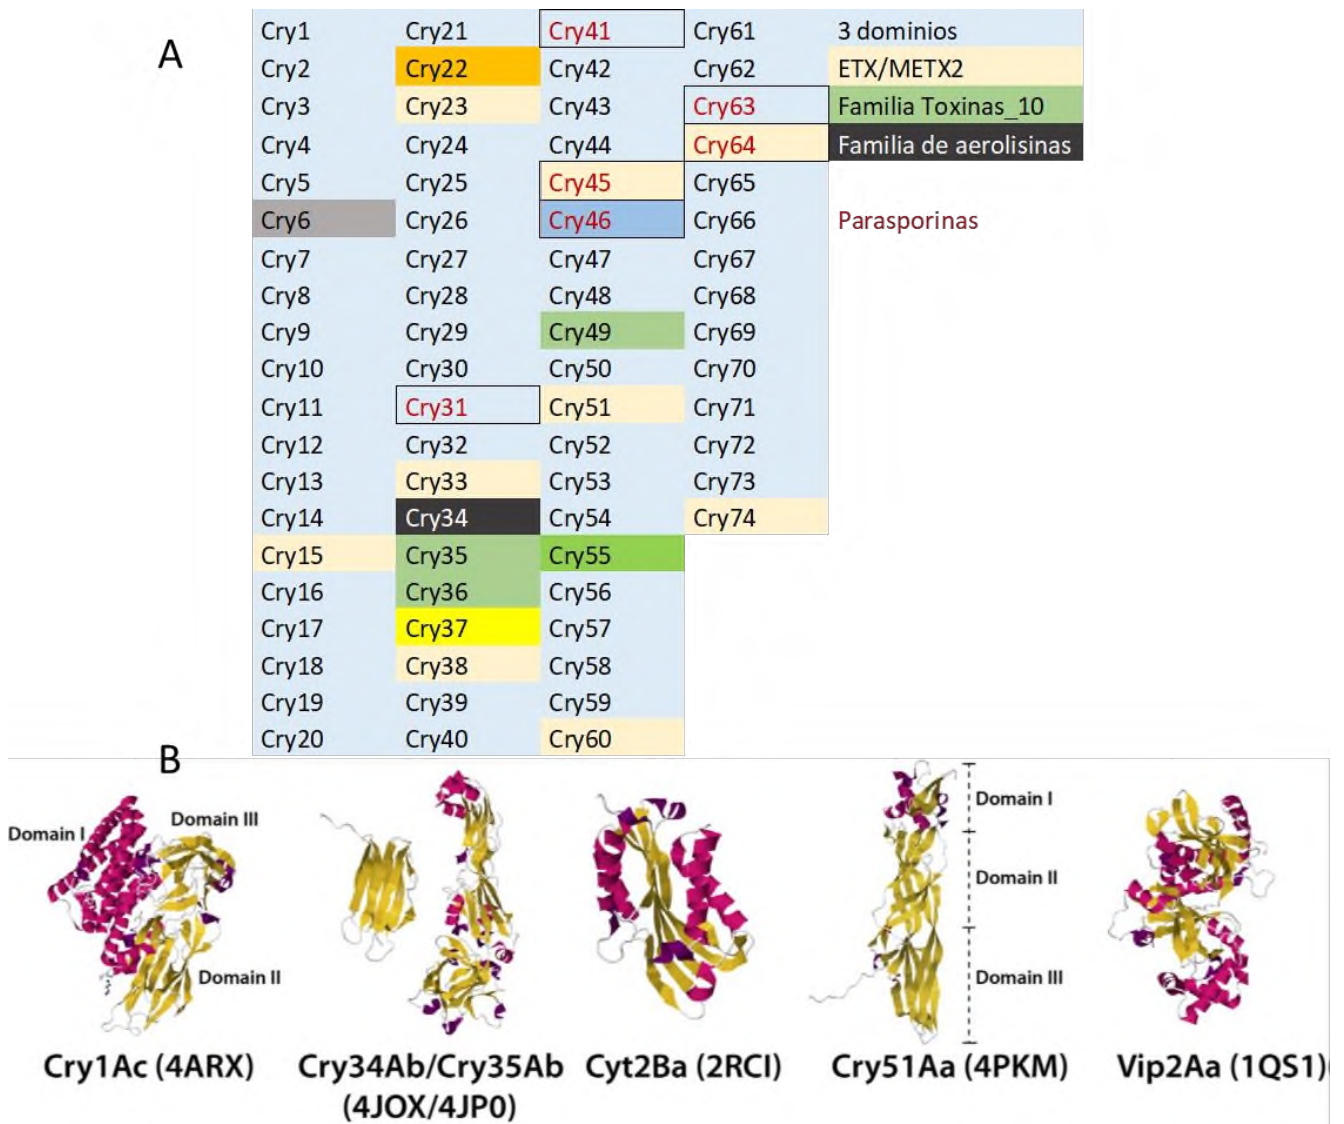 A
Cry1 Cry21 Cry41 Cry61 3 dominios
Cry2 Cry22 Cry42 Cry62 ETX/METX2
Cry3 Cry23 Cry43 Cry63 Familia Toxinas_10
Cry4 Cry24 Cry44 Cry64 Familia de aerolisinas
Cry5 Cry25 Cry45 Cry65
Cry6 Cry26 Cry46 Cry66 Parasporinas
Cry7 Cry27 Cry47 Cry67
Cry8 Cry28 Cry48 Cry68
Cry9 Cry29 Cry49 Cry69
Cry10 Cry30 Cry50 Cry70
Cry11 Cry31 Cry51 Cry71
Cry12 Cry32 Cry52 Cry72
Cry13 Cry33 Cry53 Cry73
Cry14 Cry34 Cry54 Cry74
Cry15 Cry35 Cry55
Cry16 Cry36 Cry56
Cry17 Cry37 Cry57
Cry18 Cry38 Cry58
Cry19 Cry39 Cry59
Cry20 Cry40 Cry60
B
Domain I
Domain III
Domain II
Domain I
Domain II
Domain III
Cry1Ac (4ARX) Cry34Ab/Cry35Ab Cyt2Ba (2RCI) Cry51Aa (4PKM) Vip2Aa (1QS1)
(4JOX/4JP0)